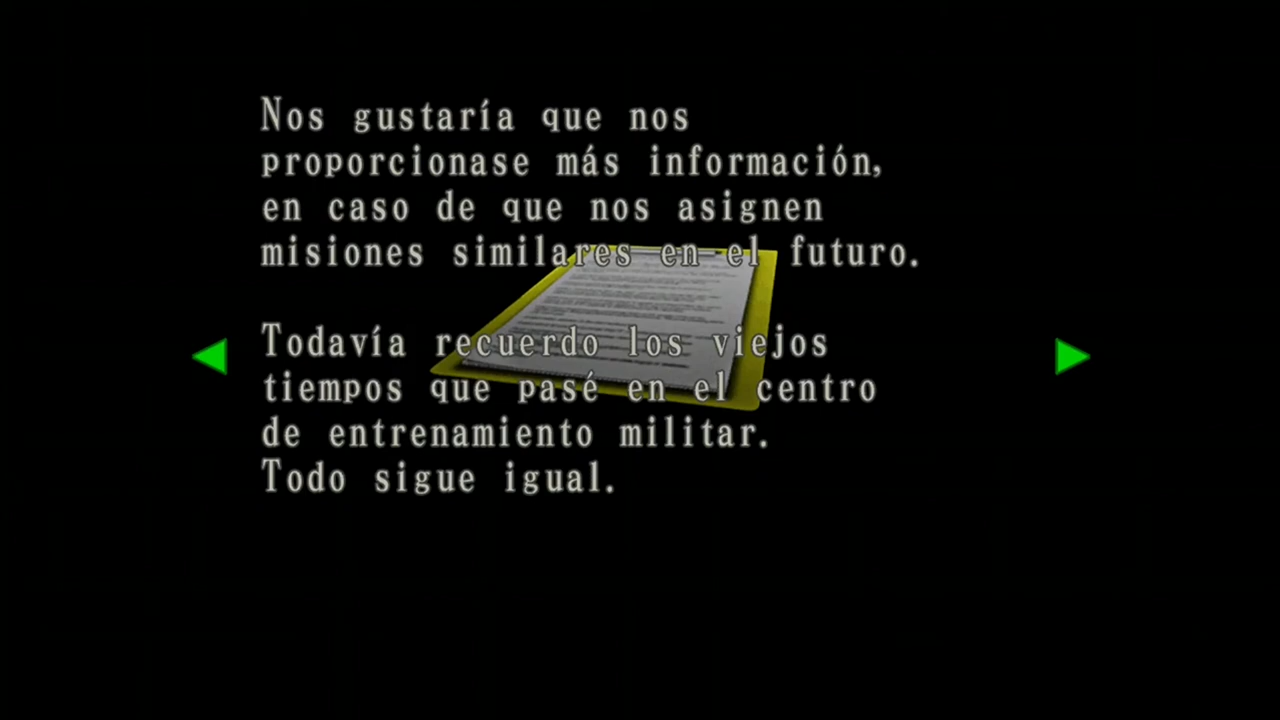 Nos gustaría que nos
proporcionase más información,
en caso de que nos asignen
misiones similares en el futuro.
Todavía recuerdo los viejos
tiempos que pasé en el centro
de entrenamiento militar.
Todo sigue igual.